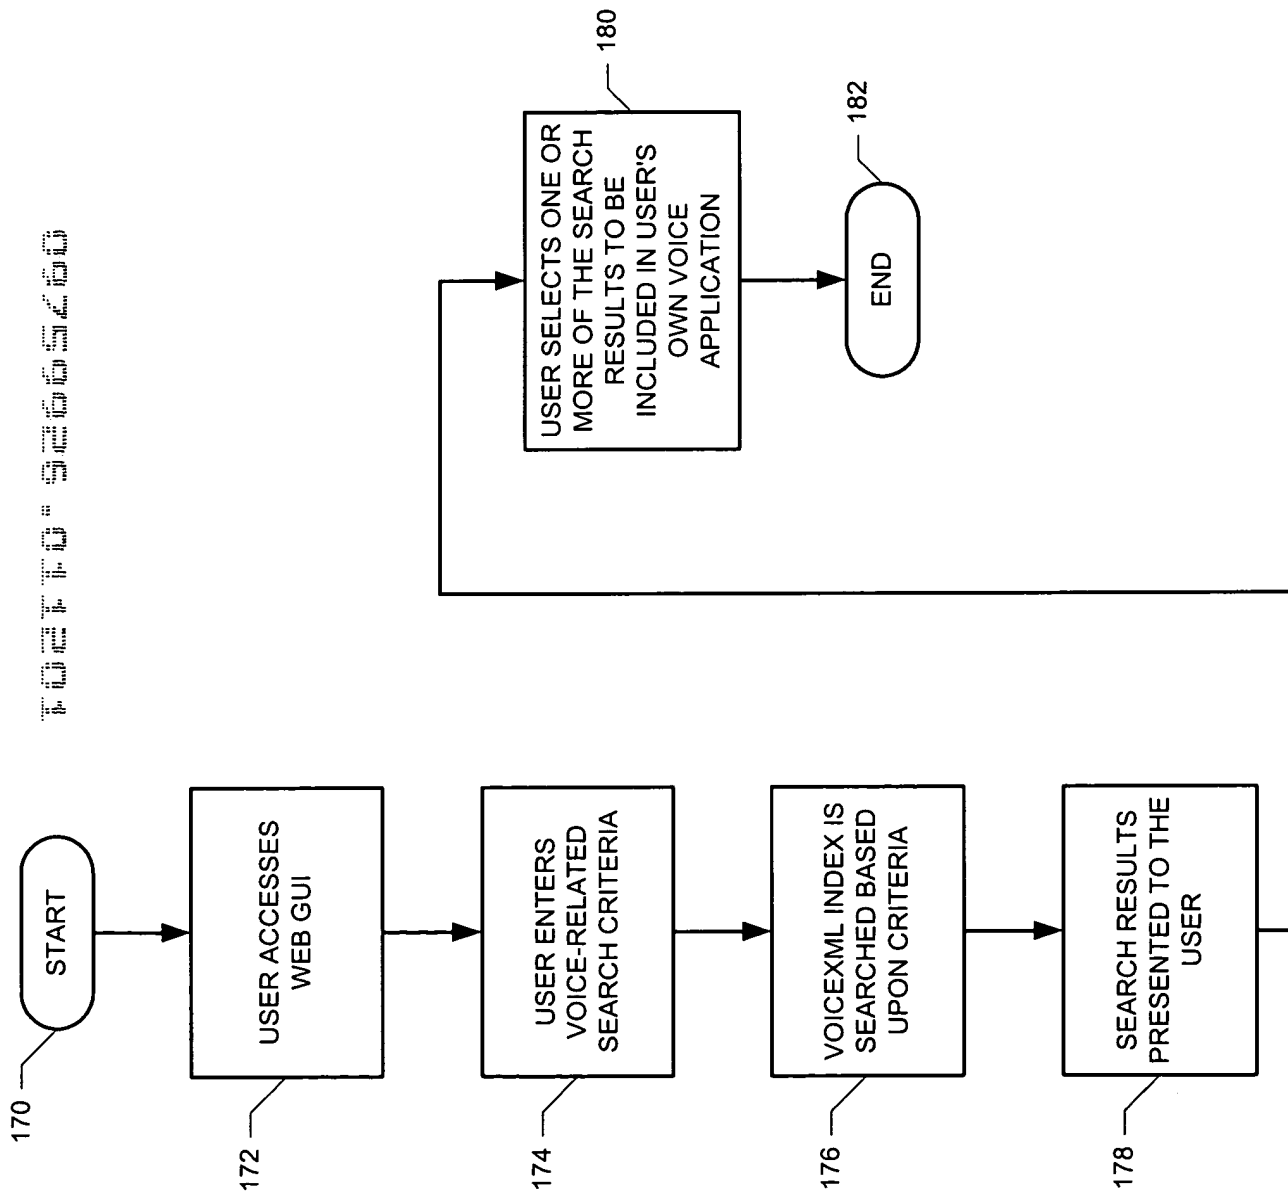 09759925.011201
170
START
172
USER ACCESSES
WEB GUI
174
USER ENTERS
VOICE-RELATED
SEARCH CRITERIA
176
VOICEXML INDEX IS
SEARCHED BASED
UPON CRITERIA
178
SEARCH RESULTS
PRESENTED TO THE
USER
180
USER SELECTS ONE OR
MORE OF THE SEARCH
RESULTS TO BE
INCLUDED IN USER'S
OWN VOICE
APPLICATION
182
END